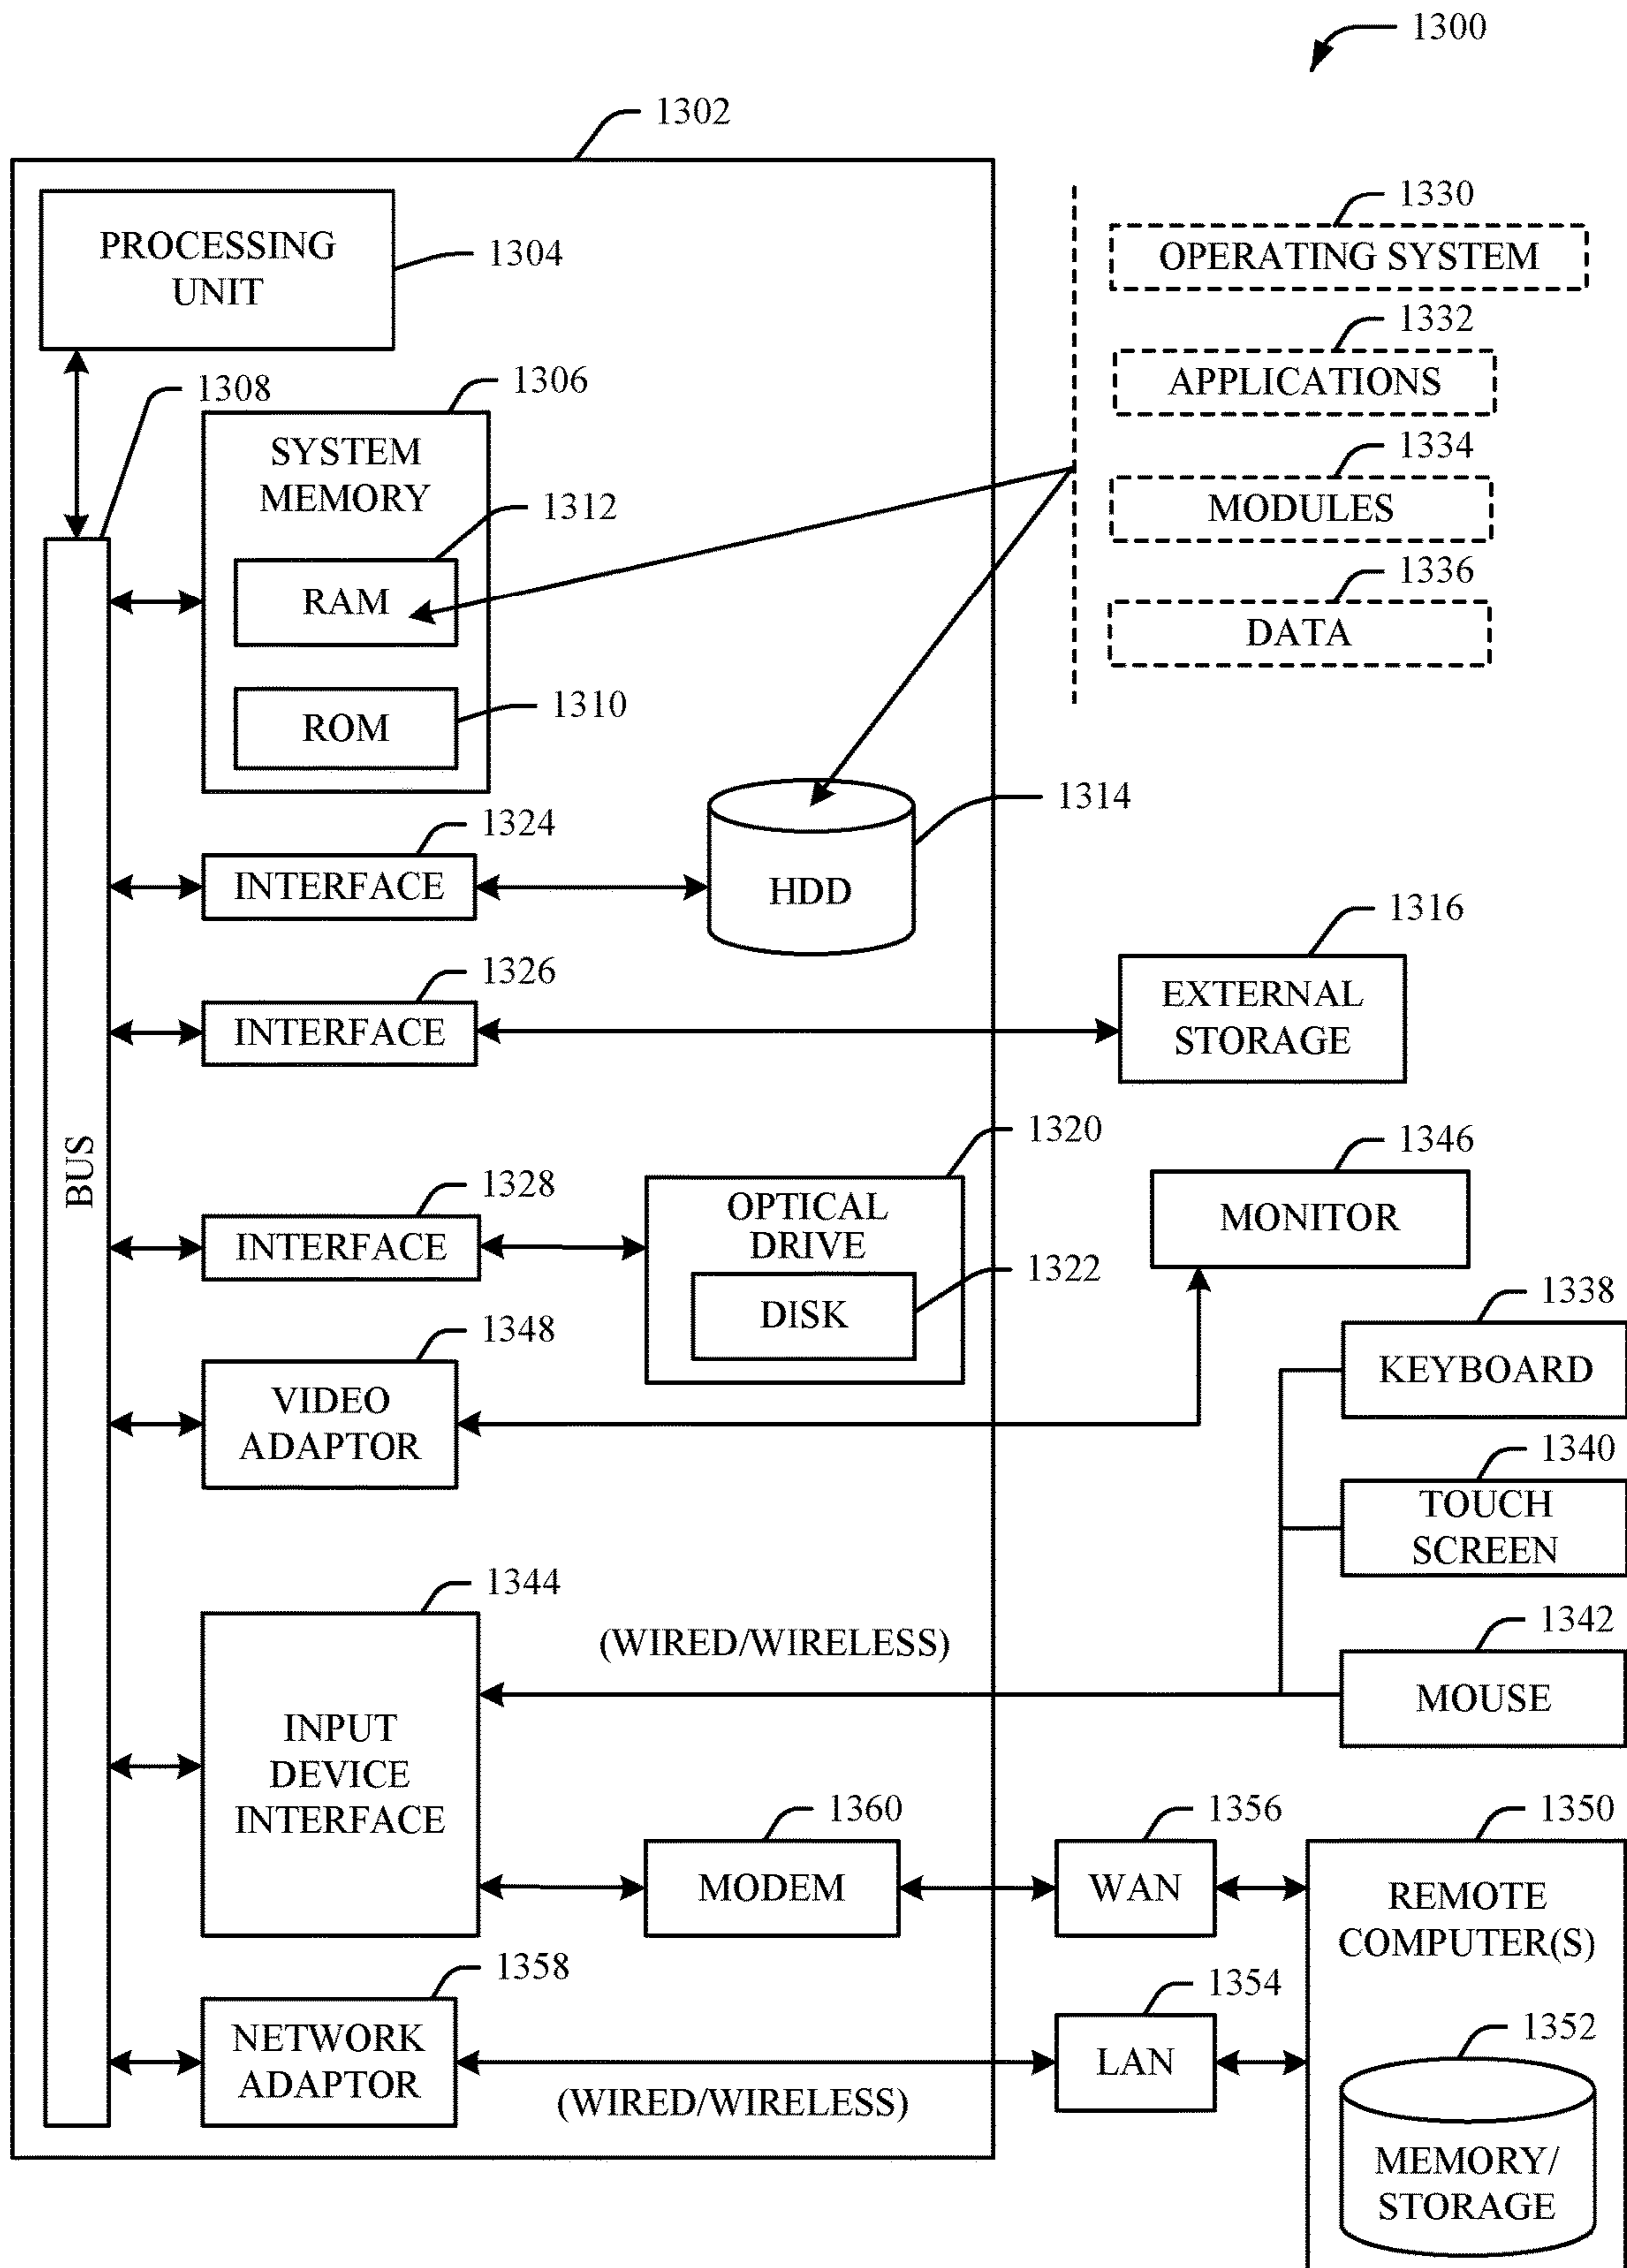 1300
1302
PROCESSING
UNIT
1304
1330
OPERATING SYSTEM
1332
APPLICATIONS
1334
MODULES
1336
DATA
1308
1306
SYSTEM
MEMORY
1312
RAM
1310
ROM
BUS
1324
INTERFACE
1314
HDD
1326
INTERFACE
1316
EXTERNAL
STORAGE
1328
INTERFACE
1320
OPTICAL
DRIVE
1322
DISK
1346
MONITOR
1348
VIDEO
ADAPTOR
1338
KEYBOARD
1340
TOUCH
SCREEN
1342
MOUSE
1344
INPUT
DEVICE
INTERFACE
(WIRED/WIRELESS)
1360
MODEM
1356
WAN
1350
REMOTE
COMPUTER(S)
1358
NETWORK
ADAPTOR
(WIRED/WIRELESS)
1354
LAN
1352
MEMORY/
STORAGE